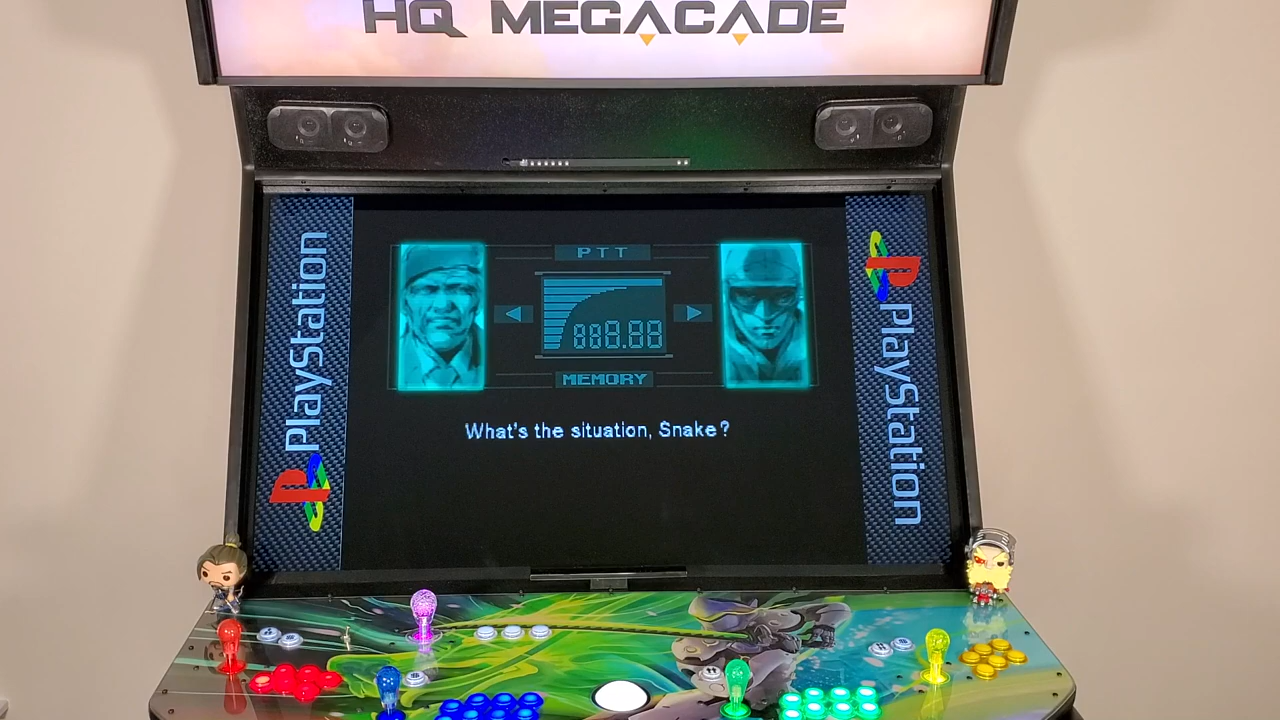 HQ MEGACADE
PlayStation
PTT
888.88
MEMORY
What's the situation, Snake?
PlayStation